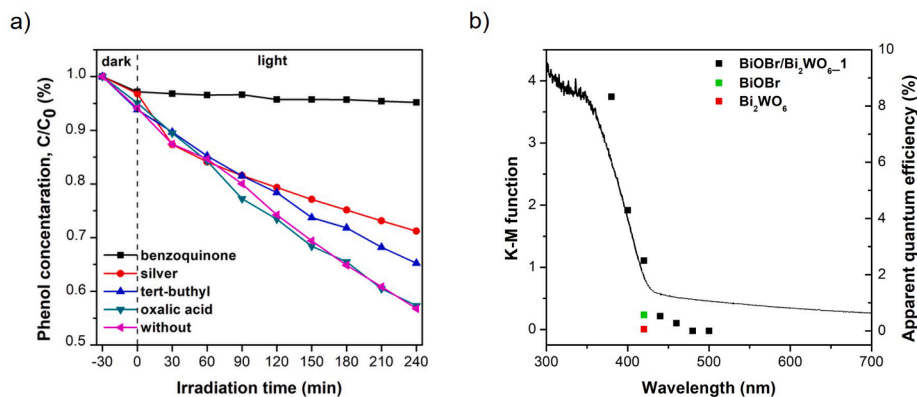 a)
dark
light
Phenol concentaration, C/C₀ (%)
1.0
0.9
0.8
0.7
0.6
0.5
benzoquinone
silver
tert-buthyl
oxalic acid
without
-30 0 30 60 90 120 150 180 210 240
Irradiation time (min)
b)
K-M function
4
3
2
1
0
BiOBr/Bi₂WO₆_1
BiOBr
Bi₂WO₆
10
8
6
4
2
0
Apparent quantum efficiency (%)
300 400 500 600 700
Wavelength (nm)